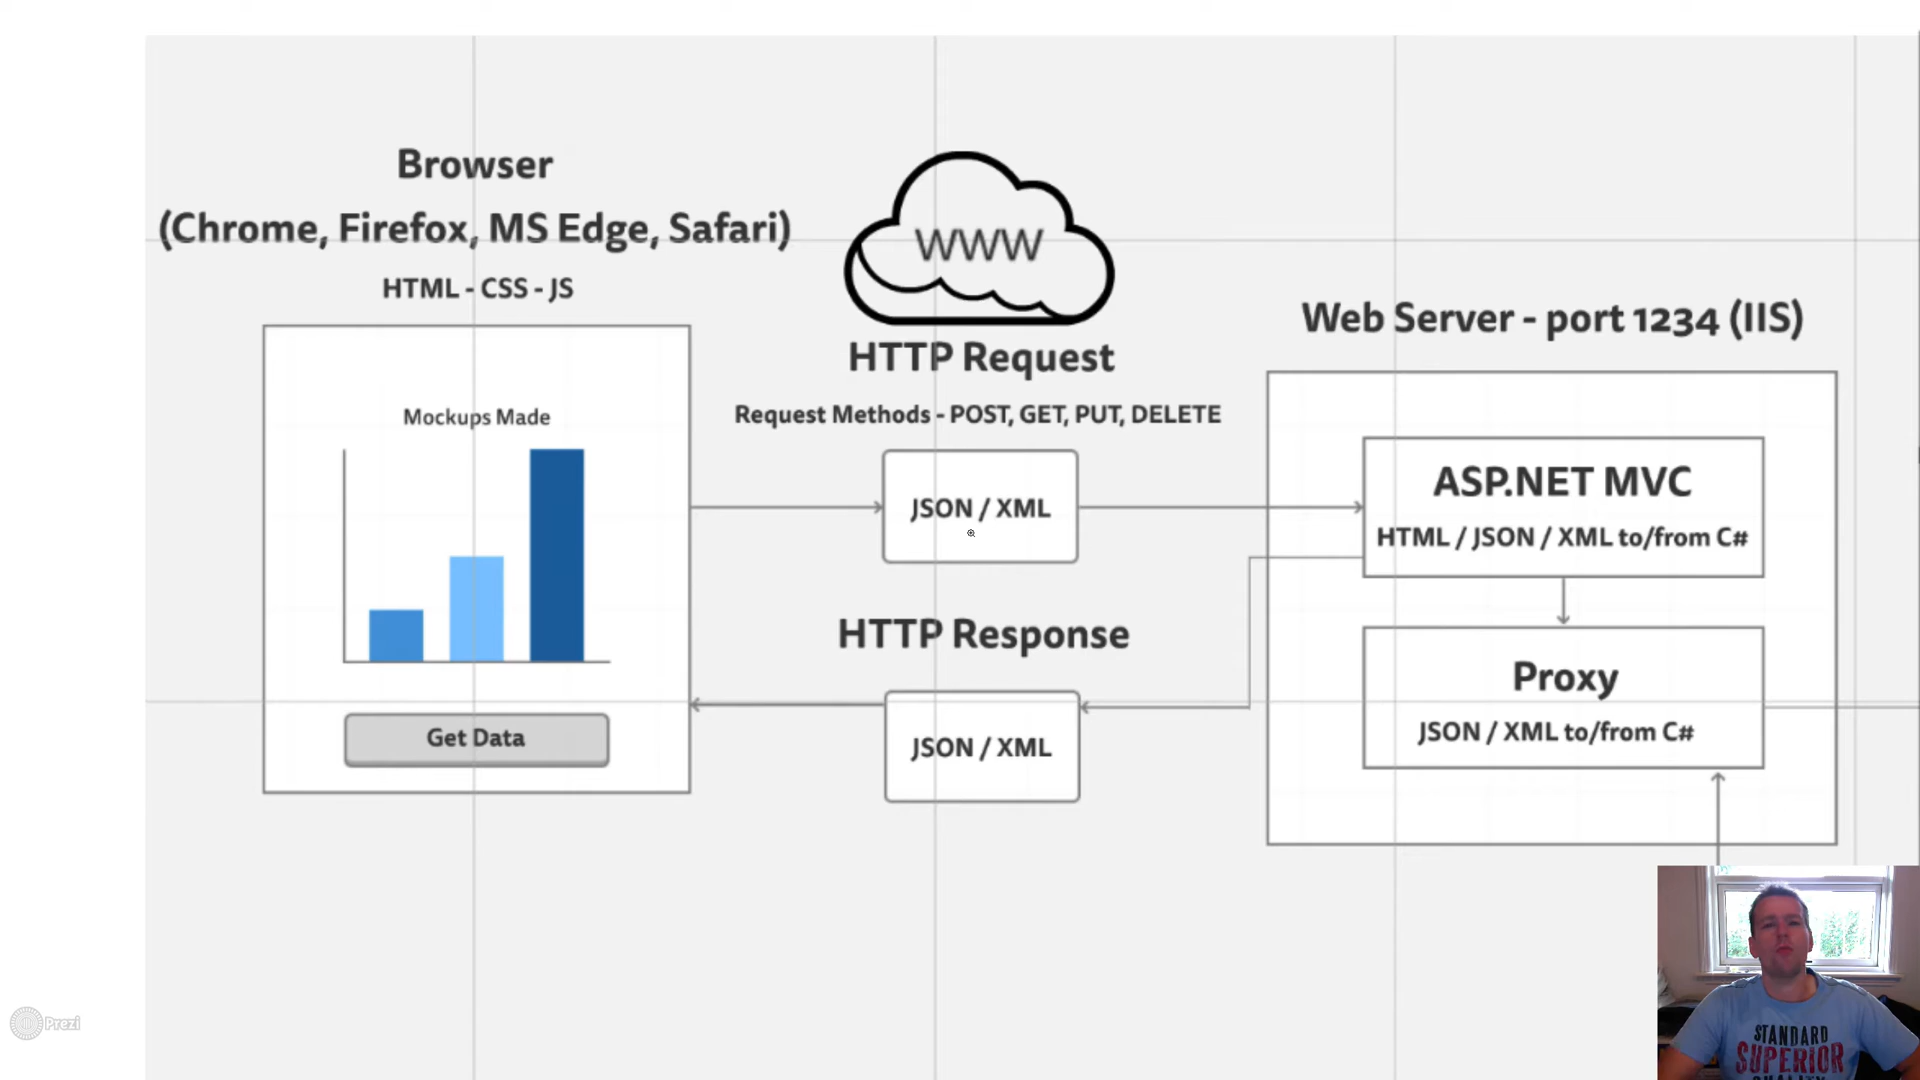 Browser
(Chrome, Firefox, MS Edge, Safari)
HTML - CSS - JS
Mockups Made
Get Data
WWW
HTTP Request
Request Methods - POST, GET, PUT, DELETE
JSON / XML
HTTP Response
JSON / XML
Web Server - port 1234 (IIS)
ASP.NET MVC
HTML / JSON / XML to/from C#
Proxy
JSON / XML to/from C#
Prezi
STANDARD
SUPERIOR